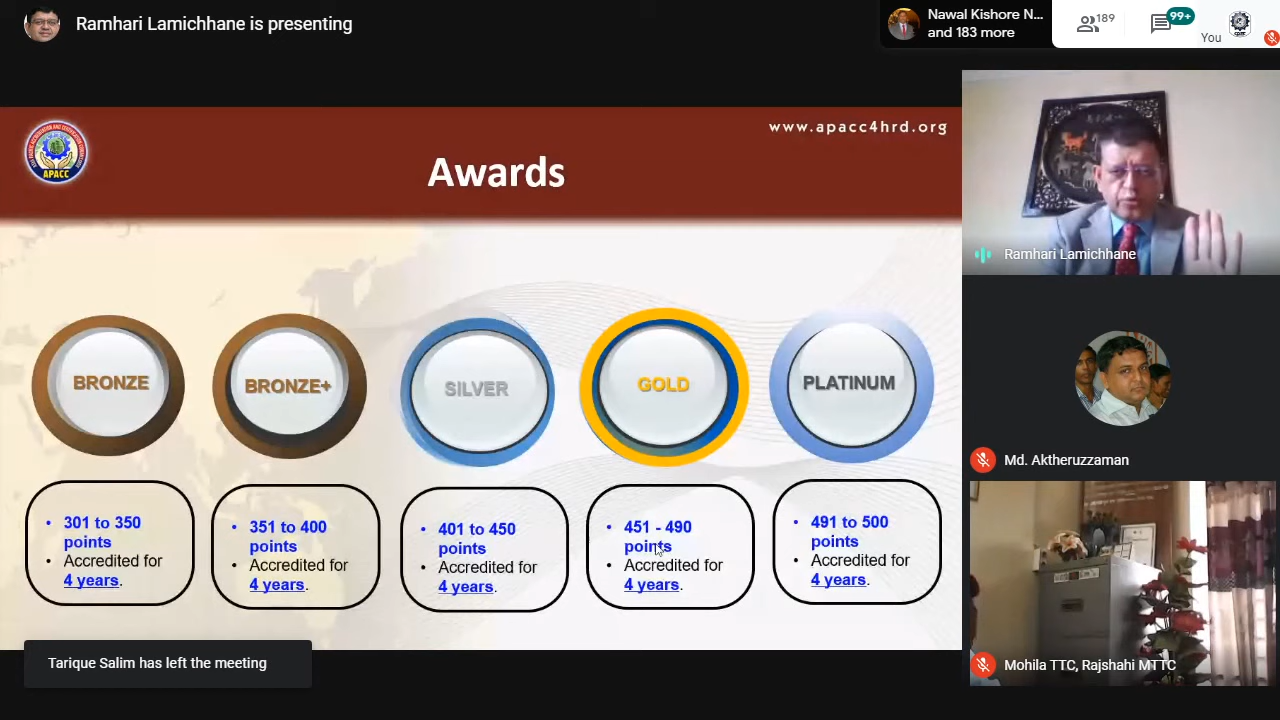 Ramhari Lamichhane is presenting
Nawal Kishore N...
and 183 more
189
99+
You
www.apacc4hrd.org
APACC
Awards
BRONZE
BRONZE+
SILVER
GOLD
PLATINUM
• 301 to 350
points
• Accredited for
4 years.
• 351 to 400
points
• Accredited for
4 years.
• 401 to 450
points
• Accredited for
4 years.
• 451 - 490
points
• Accredited for
4 years.
• 491 to 500
points
• Accredited for
4 years.
Ramhari Lamichhane
Md. Aktheruzzaman
Mohila TTC, Rajshahi MTTC
Tarique Salim has left the meeting